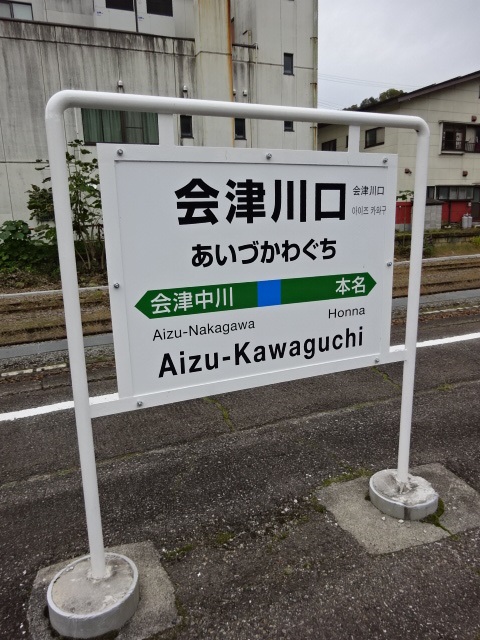 会津川口
会津川口
아이즈 카와구
あいづかわぐち
会津中川 本名
Aizu-Nakagawa Honna
Aizu-Kawaguchi